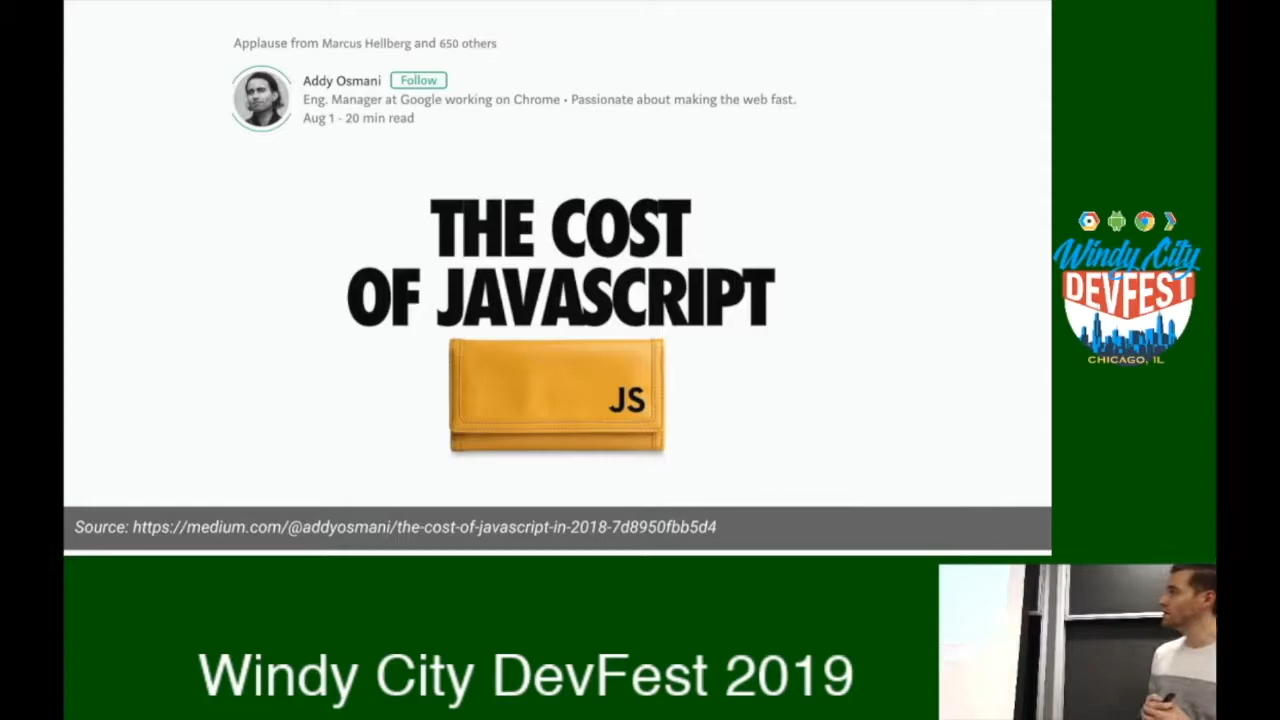 Applause from Marcus Hellberg and 650 others
Addy Osmani Follow
Eng. Manager at Google working on Chrome • Passionate about making the web fast.
Aug 1 · 20 min read
THE COST
OF JAVASCRIPT
JS
Source: https://medium.com/@addyosmani/the-cost-of-javascript-in-2018-7d8950fbb5d4
Windy City
DEVFEST
CHICAGO, IL
Windy City DevFest 2019